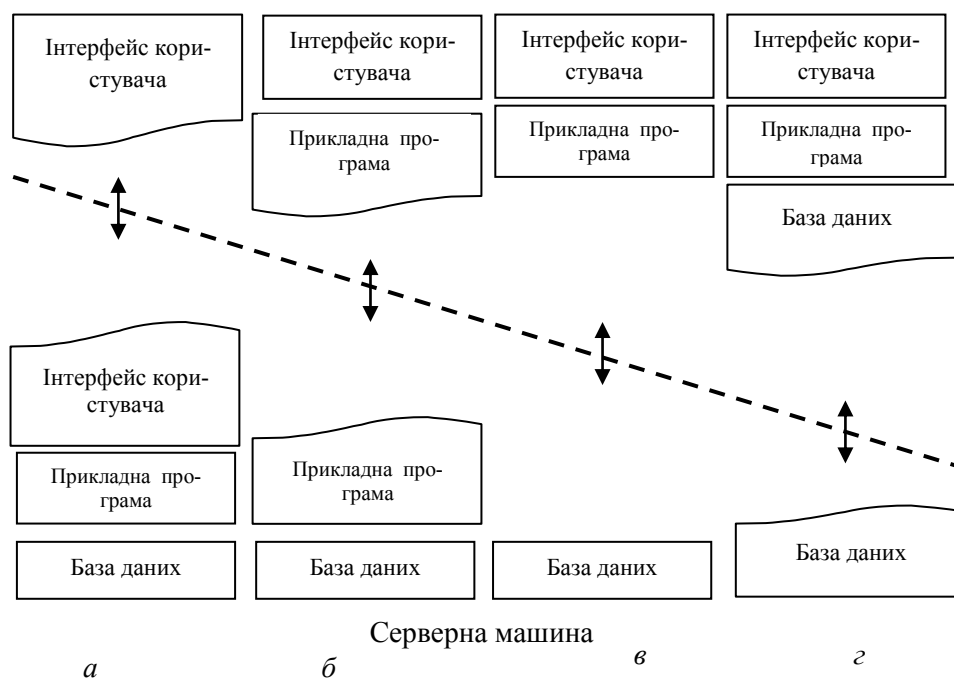 Інтерфейс кори-
стувача
Інтерфейс кори-
стувача
Інтерфейс кори-
стувача
Інтерфейс кори-
стувача
Прикладна про-
грама
Прикладна про-
грама
Прикладна про-
грама
База даних
Інтерфейс кори-
стувача
Прикладна про-
грама
Прикладна про-
грама
База даних
База даних
База даних
База даних
Серверна машина
а
б
в
г